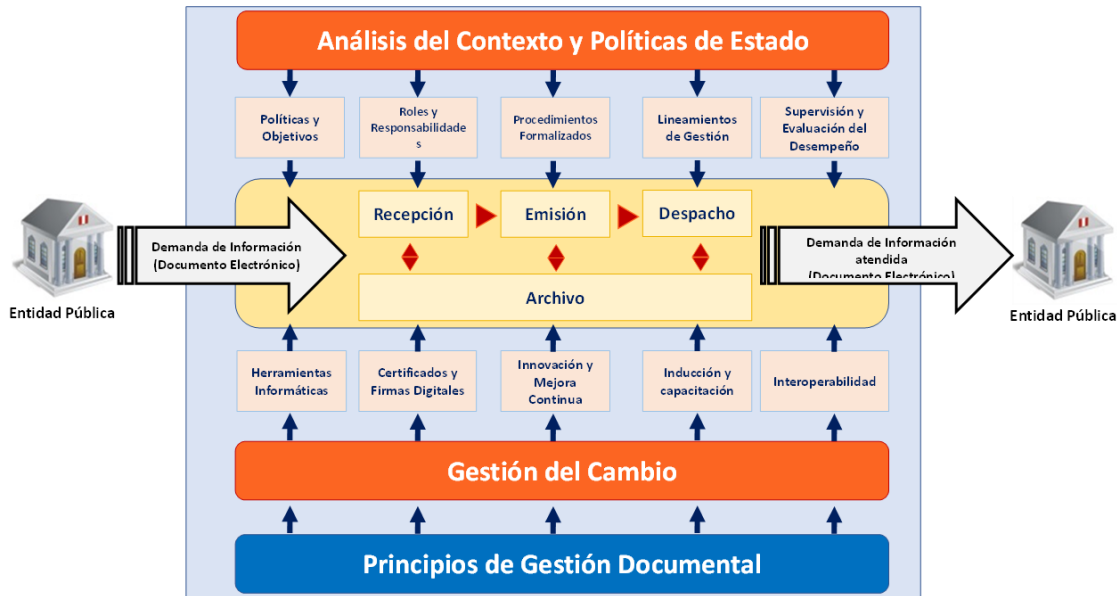 Análisis del Contexto y Políticas de Estado
Políticas y
Objetivos
Roles y
Responsabilidade
s
Procedimientos
Formalizados
Lineamientos
de Gestión
Supervisión y
Evaluación del
Desempeño
Recepción
Emisión
Despacho
Demanda de Información
(Documento Electrónico)
Demanda de Información
atendida
(Documento Electrónico)
Entidad Pública
Entidad Pública
Archivo
Herramientas
Informáticas
Certificados y
Firmas Digitales
Innovación y
Mejora
Continua
Inducción y
capacitación
Interoperabilidad
Gestión del Cambio
Principios de Gestión Documental